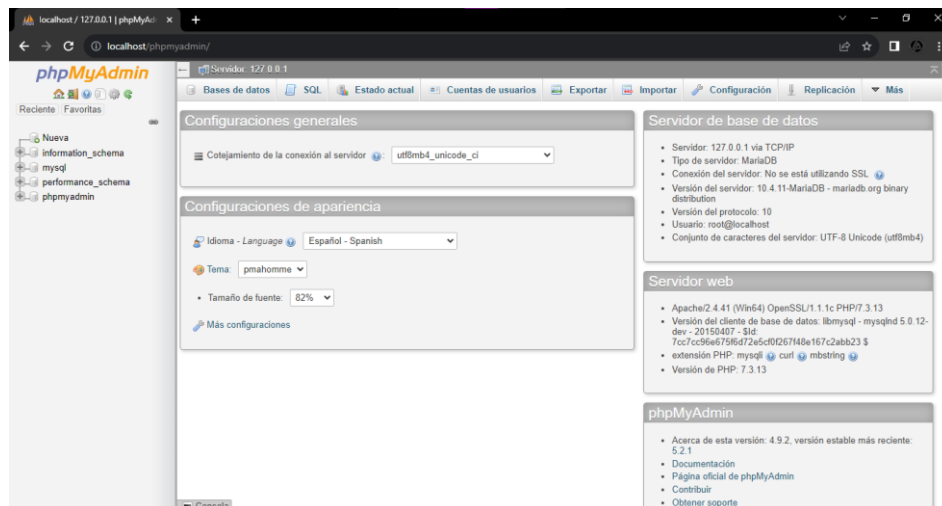 localhost / 127.0.0.1 | phpMyAd
localhost/phpmyadmin/
phpMyAdmin
Reciente Favoritas
Nueva
information_schema
mysql
performance_schema
phpmyadmin
Servidor: 127.0.0.1
Bases de datos SQL Estado actual Cuentas de usuarios Exportar Importar Configuración Replicación Más
Configuraciones generales
Cotejamiento de la conexión al servidor : utf8mb4_unicode_ci
Configuraciones de apariencia
Idioma - Language Español - Spanish
Tema: pmahomme
Tamaño de fuente: 82%
Más configuraciones
Servidor de base de datos
Servidor: 127.0.0.1 via TCP/IP
Tipo de servidor: MariaDB
Conexión del servidor: No se está utilizando SSL
Versión del servidor: 10.4.11-MariaDB - mariadb.org binary
distribution
Versión del protocolo: 10
Usuario: root@localhost
Conjunto de caracteres del servidor: UTF-8 Unicode (utf8mb4)
Servidor web
Apache/2.4.41 (Win64) OpenSSL/1.1.1c PHP/7.3.13
Versión del cliente de base de datos: libmysql - mysqlnd 5.0.12-
dev - 20150407 - $Id:
7cc7cc96e675f6d72e5cf0f267f48e167c2abb23 $
extensión PHP: mysqli curl mbstring
Versión de PHP: 7.3.13
phpMyAdmin
Acerca de esta versión: 4.9.2, versión estable más reciente:
5.2.1
Documentación
Página oficial de phpMyAdmin
Contribuir
Obtener soporte
Consola